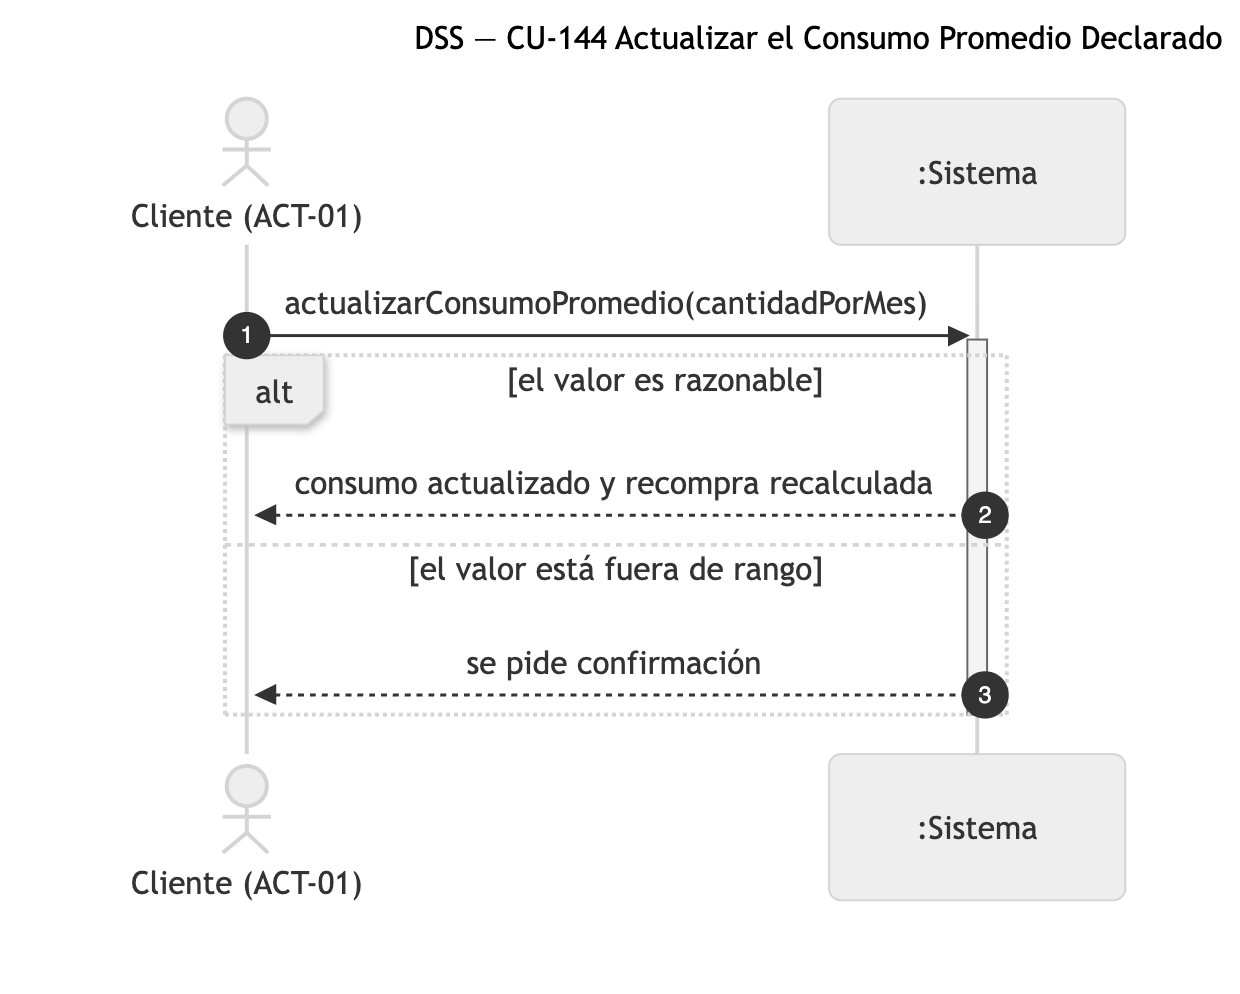 DSS — CU-144 Actualizar el Consumo Promedio Declarado
Cliente (ACT-01)
:Sistema
actualizarConsumoPromedio(cantidadPorMes)
1
alt
[el valor es razonable]
consumo actualizado y recompra recalculada
2
[el valor está fuera de rango]
se pide confirmación
3
Cliente (ACT-01)
:Sistema